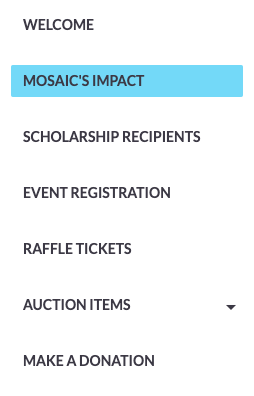 WELCOME
MOSAIC'S IMPACT
SCHOLARSHIP RECIPIENTS
EVENT REGISTRATION
RAFFLE TICKETS
AUCTION ITEMS
MAKE A DONATION